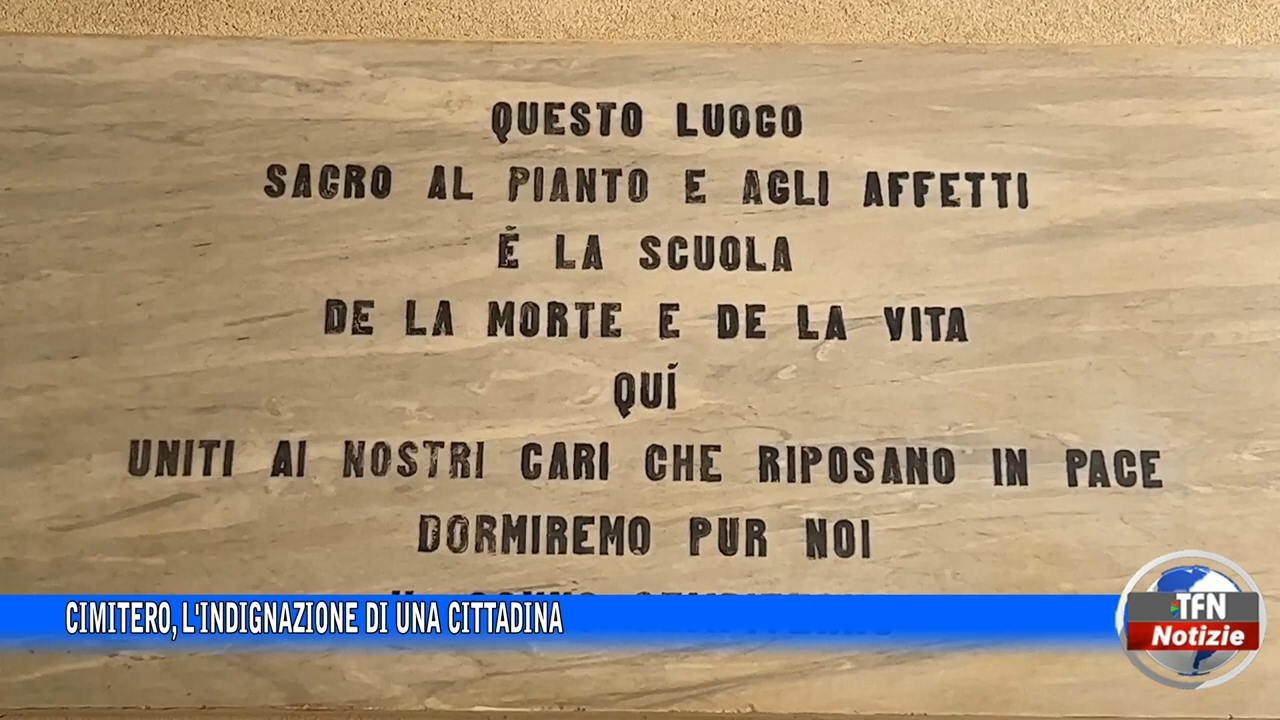 QUESTO LUOGO
SACRO AL PIANTO E AGLI AFFETTI
É LA SCUOLA
DE LA MORTE E DE LA VITA
QUÍ
UNITI AI NOSTRI CARI CHE RIPOSANO IN PACE
DORMIREMO PUR NOI
CIMITERO, L'INDIGNAZIONE DI UNA CITTADINA
TFN
Notizie